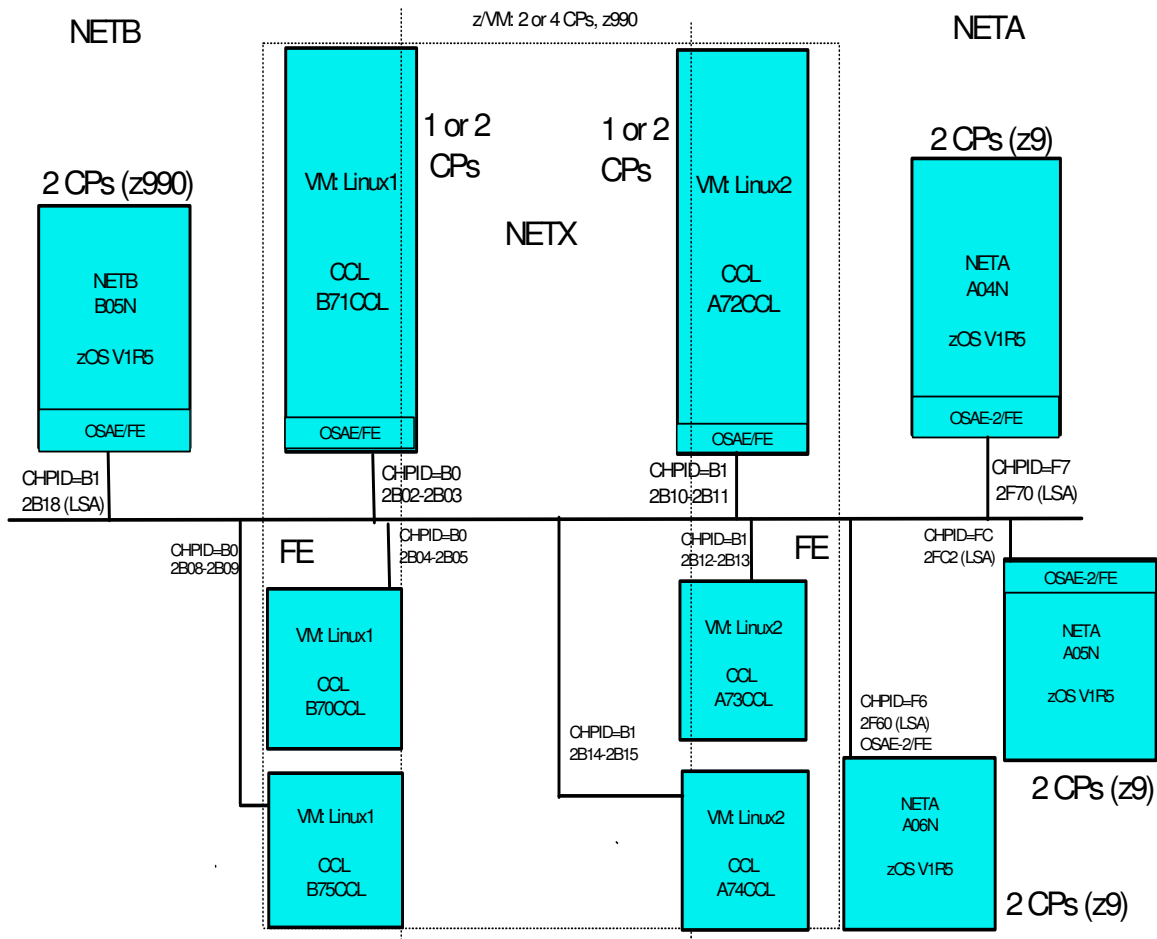 z/VM: 2 or 4 CPs, z990
NETB
NETA
1 or 2
CPs
1 or 2
CPs
2 CPs (z9)
2 CPs (z990)
VM: Linux1
CCL
B71CCL
OSAE/FE
NETX
VM: Linux2
CCL
A72CCL
OSAE/FE
NETB
B05N
zOS V1R5
OSAE/FE
NETA
A04N
zOS V1R5
OSAE-2/FE
CHPID=B1
2B18 (LSA)
CHPID=B0
2B02-2B03
CHPID=B1
2B10-2B11
CHPID=F7
2F70 (LSA)
CHPID=B0
2B08-2B09
FE
CHPID=B0
2B04-2B05
CHPID=B1
2B12-2B13
FE
CHPID=FC
2FC2 (LSA)
VM: Linux1
CCL
B70CCL
VM: Linux2
CCL
A73CCL
OSAE-2/FE
NETA
A05N
zOS V1R5
2 CPs (z9)
CHPID=B1
2B14-2B15
CHPID=F6
2F60 (LSA)
OSAE-2/FE
VM: Linux1
CCL
B75CCL
VM: Linux2
CCL
A74CCL
NETA
A06N
zOS V1R5
2 CPs (z9)